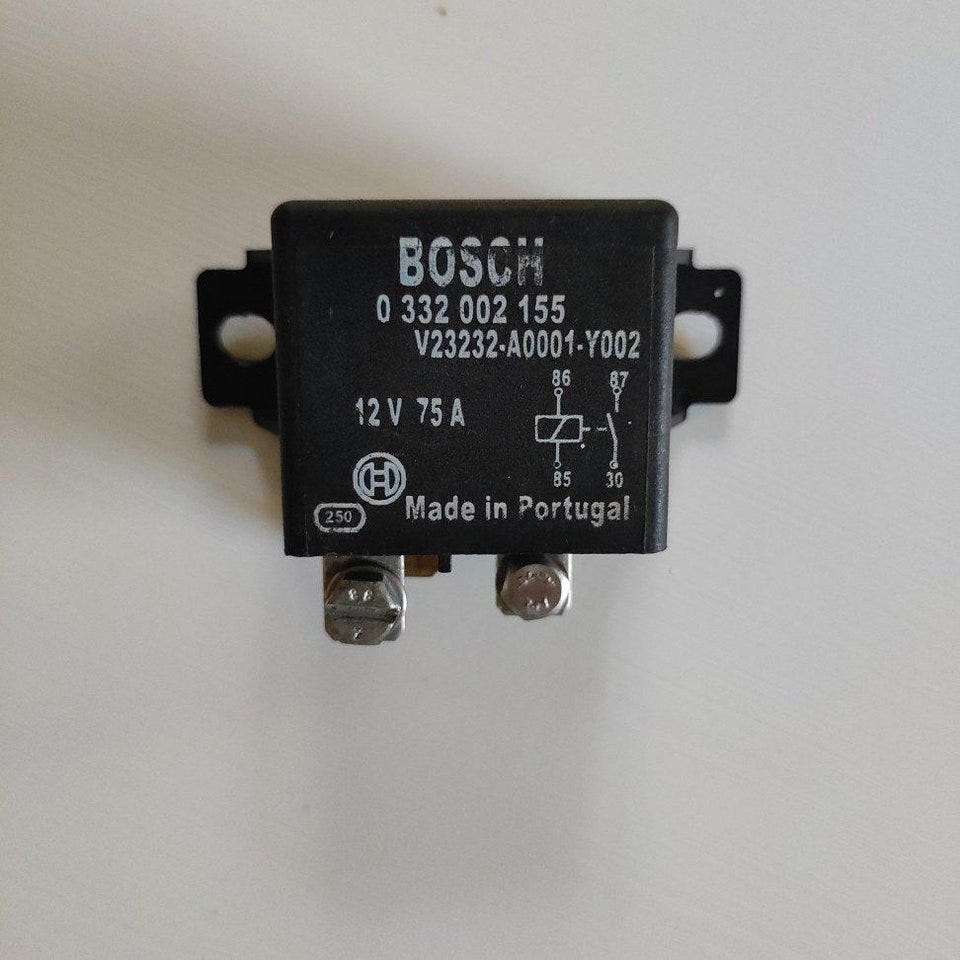 BOSCH
0 332 002 155
V23232-A0001-Y002
86 87
12 V 75 A
85 30
250
Made in Portugal